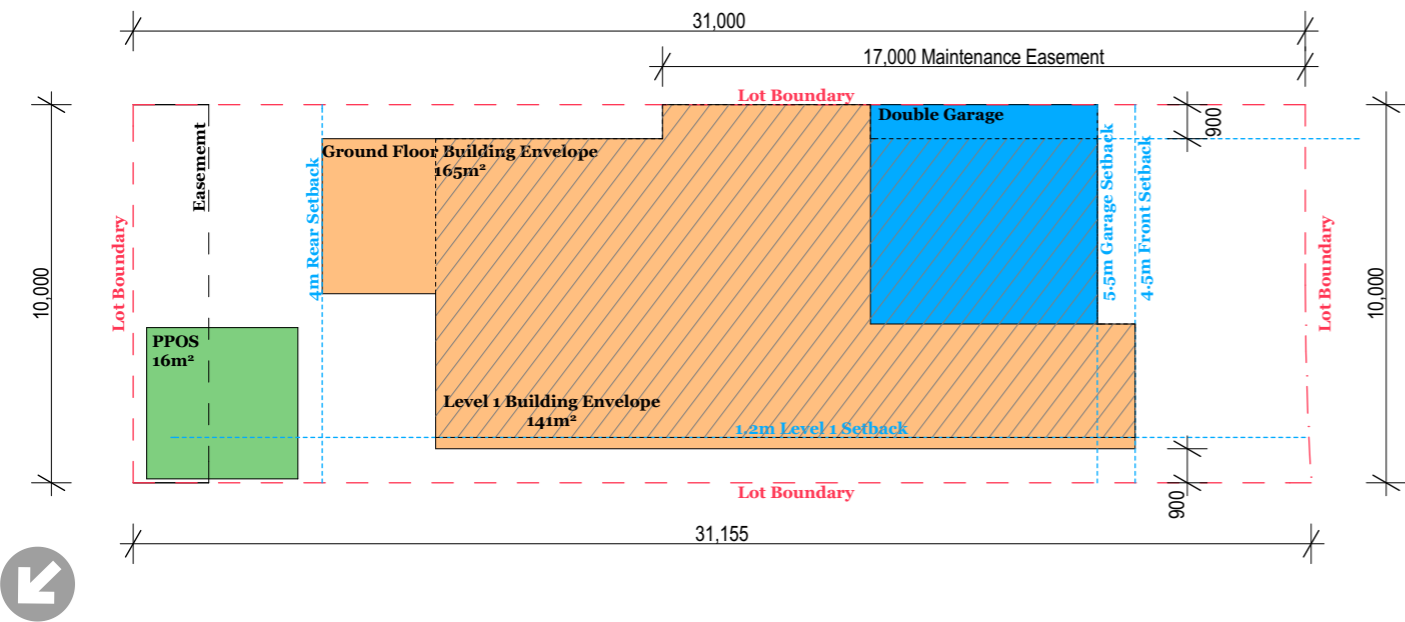 31,000
17,000 Maintenance Easement
Lot Boundary
Double Garage
900
Easememt
Ground Floor Building Envelope
165m²
4m Rear Setback
5.5m Garage Setback
4.5m Front Setback
Lot Boundary
Lot Boundary
10,000
10,000
PPOS
16m²
Level 1 Building Envelope
141m²
1.2m Level 1 Setback
Lot Boundary
900
31,155